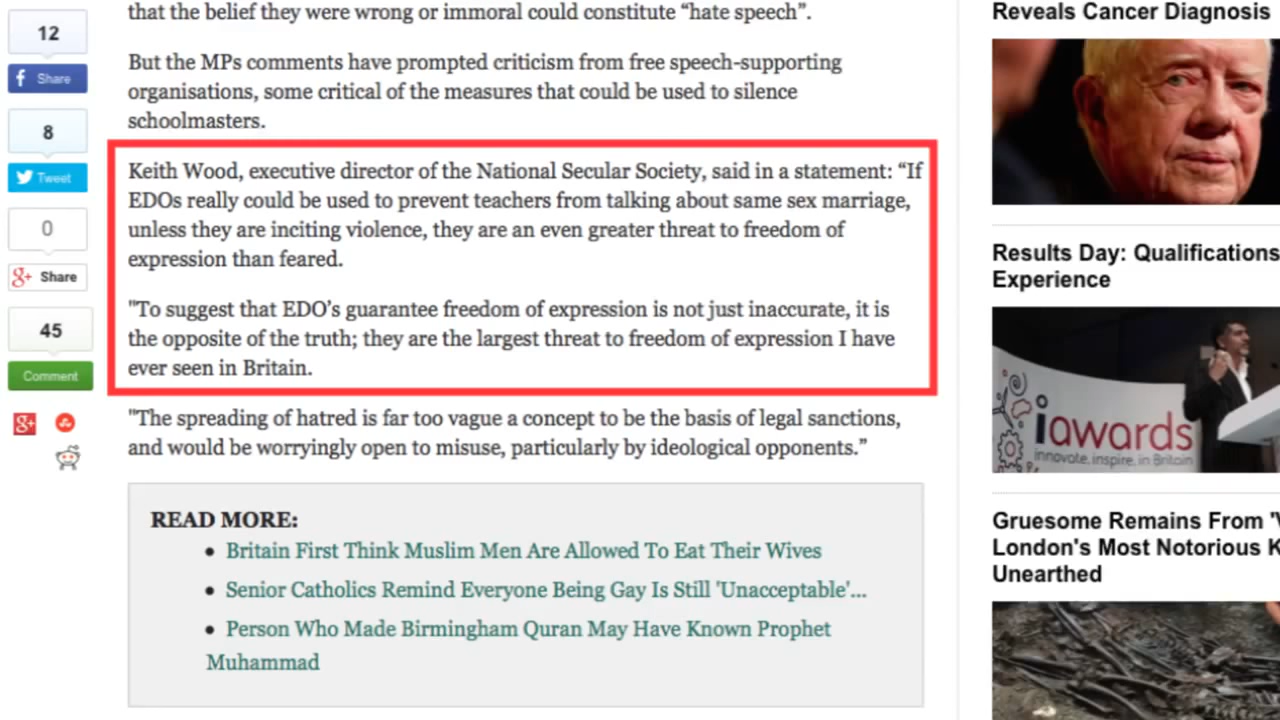 that the belief they were wrong or immoral could constitute “hate speech”.
But the MPs comments have prompted criticism from free speech-supporting
organisations, some critical of the measures that could be used to silence
schoolmasters.
Keith Wood, executive director of the National Secular Society, said in a statement: “If
EDOs really could be used to prevent teachers from talking about same sex marriage,
unless they are inciting violence, they are an even greater threat to freedom of
expression than feared.
"To suggest that EDO’s guarantee freedom of expression is not just inaccurate, it is
the opposite of the truth; they are the largest threat to freedom of expression I have
ever seen in Britain.
"The spreading of hatred is far too vague a concept to be the basis of legal sanctions,
and would be worryingly open to misuse, particularly by ideological opponents.”
READ MORE:
• Britain First Think Muslim Men Are Allowed To Eat Their Wives
• Senior Catholics Remind Everyone Being Gay Is Still 'Unacceptable'...
• Person Who Made Birmingham Quran May Have Known Prophet
Muhammad
12
f Share
8
Tweet
0
g+ Share
45
Comment
g+
Reveals Cancer Diagnosis
Results Day: Qualifications
Experience
iawards
innovate, inspire, in Britain
Gruesome Remains From '
London's Most Notorious
Unearthed